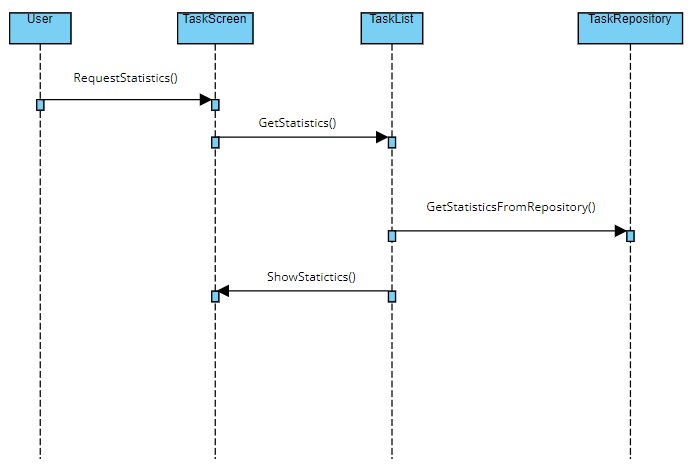 User
TaskScreen
TaskList
TaskRepository
RequestStatistics()
GetStatistics()
GetStatisticsFromRepository()
ShowStatictics()